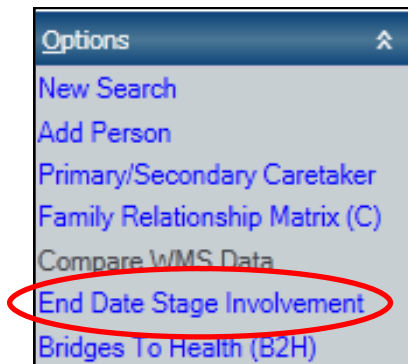 Options
New Search
Add Person
Primary/Secondary Caretaker
Family Relationship Matrix (C)
Compare WMS Data
End Date Stage Involvement
Bridges To Health (B2H)